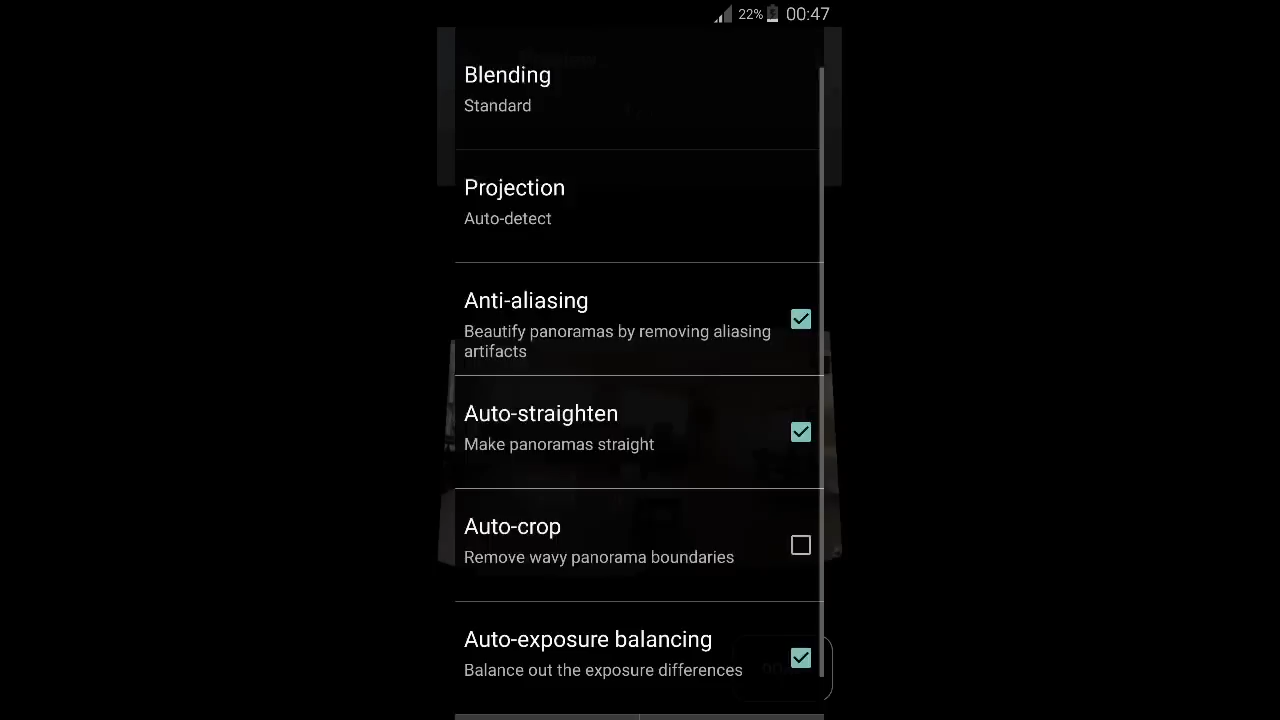 22% 00:47
Blending
Standard
Projection
Auto-detect
Anti-aliasing
Beautify panoramas by removing aliasing
artifacts
Auto-straighten
Make panoramas straight
Auto-crop
Remove wavy panorama boundaries
Auto-exposure balancing
Balance out the exposure differences